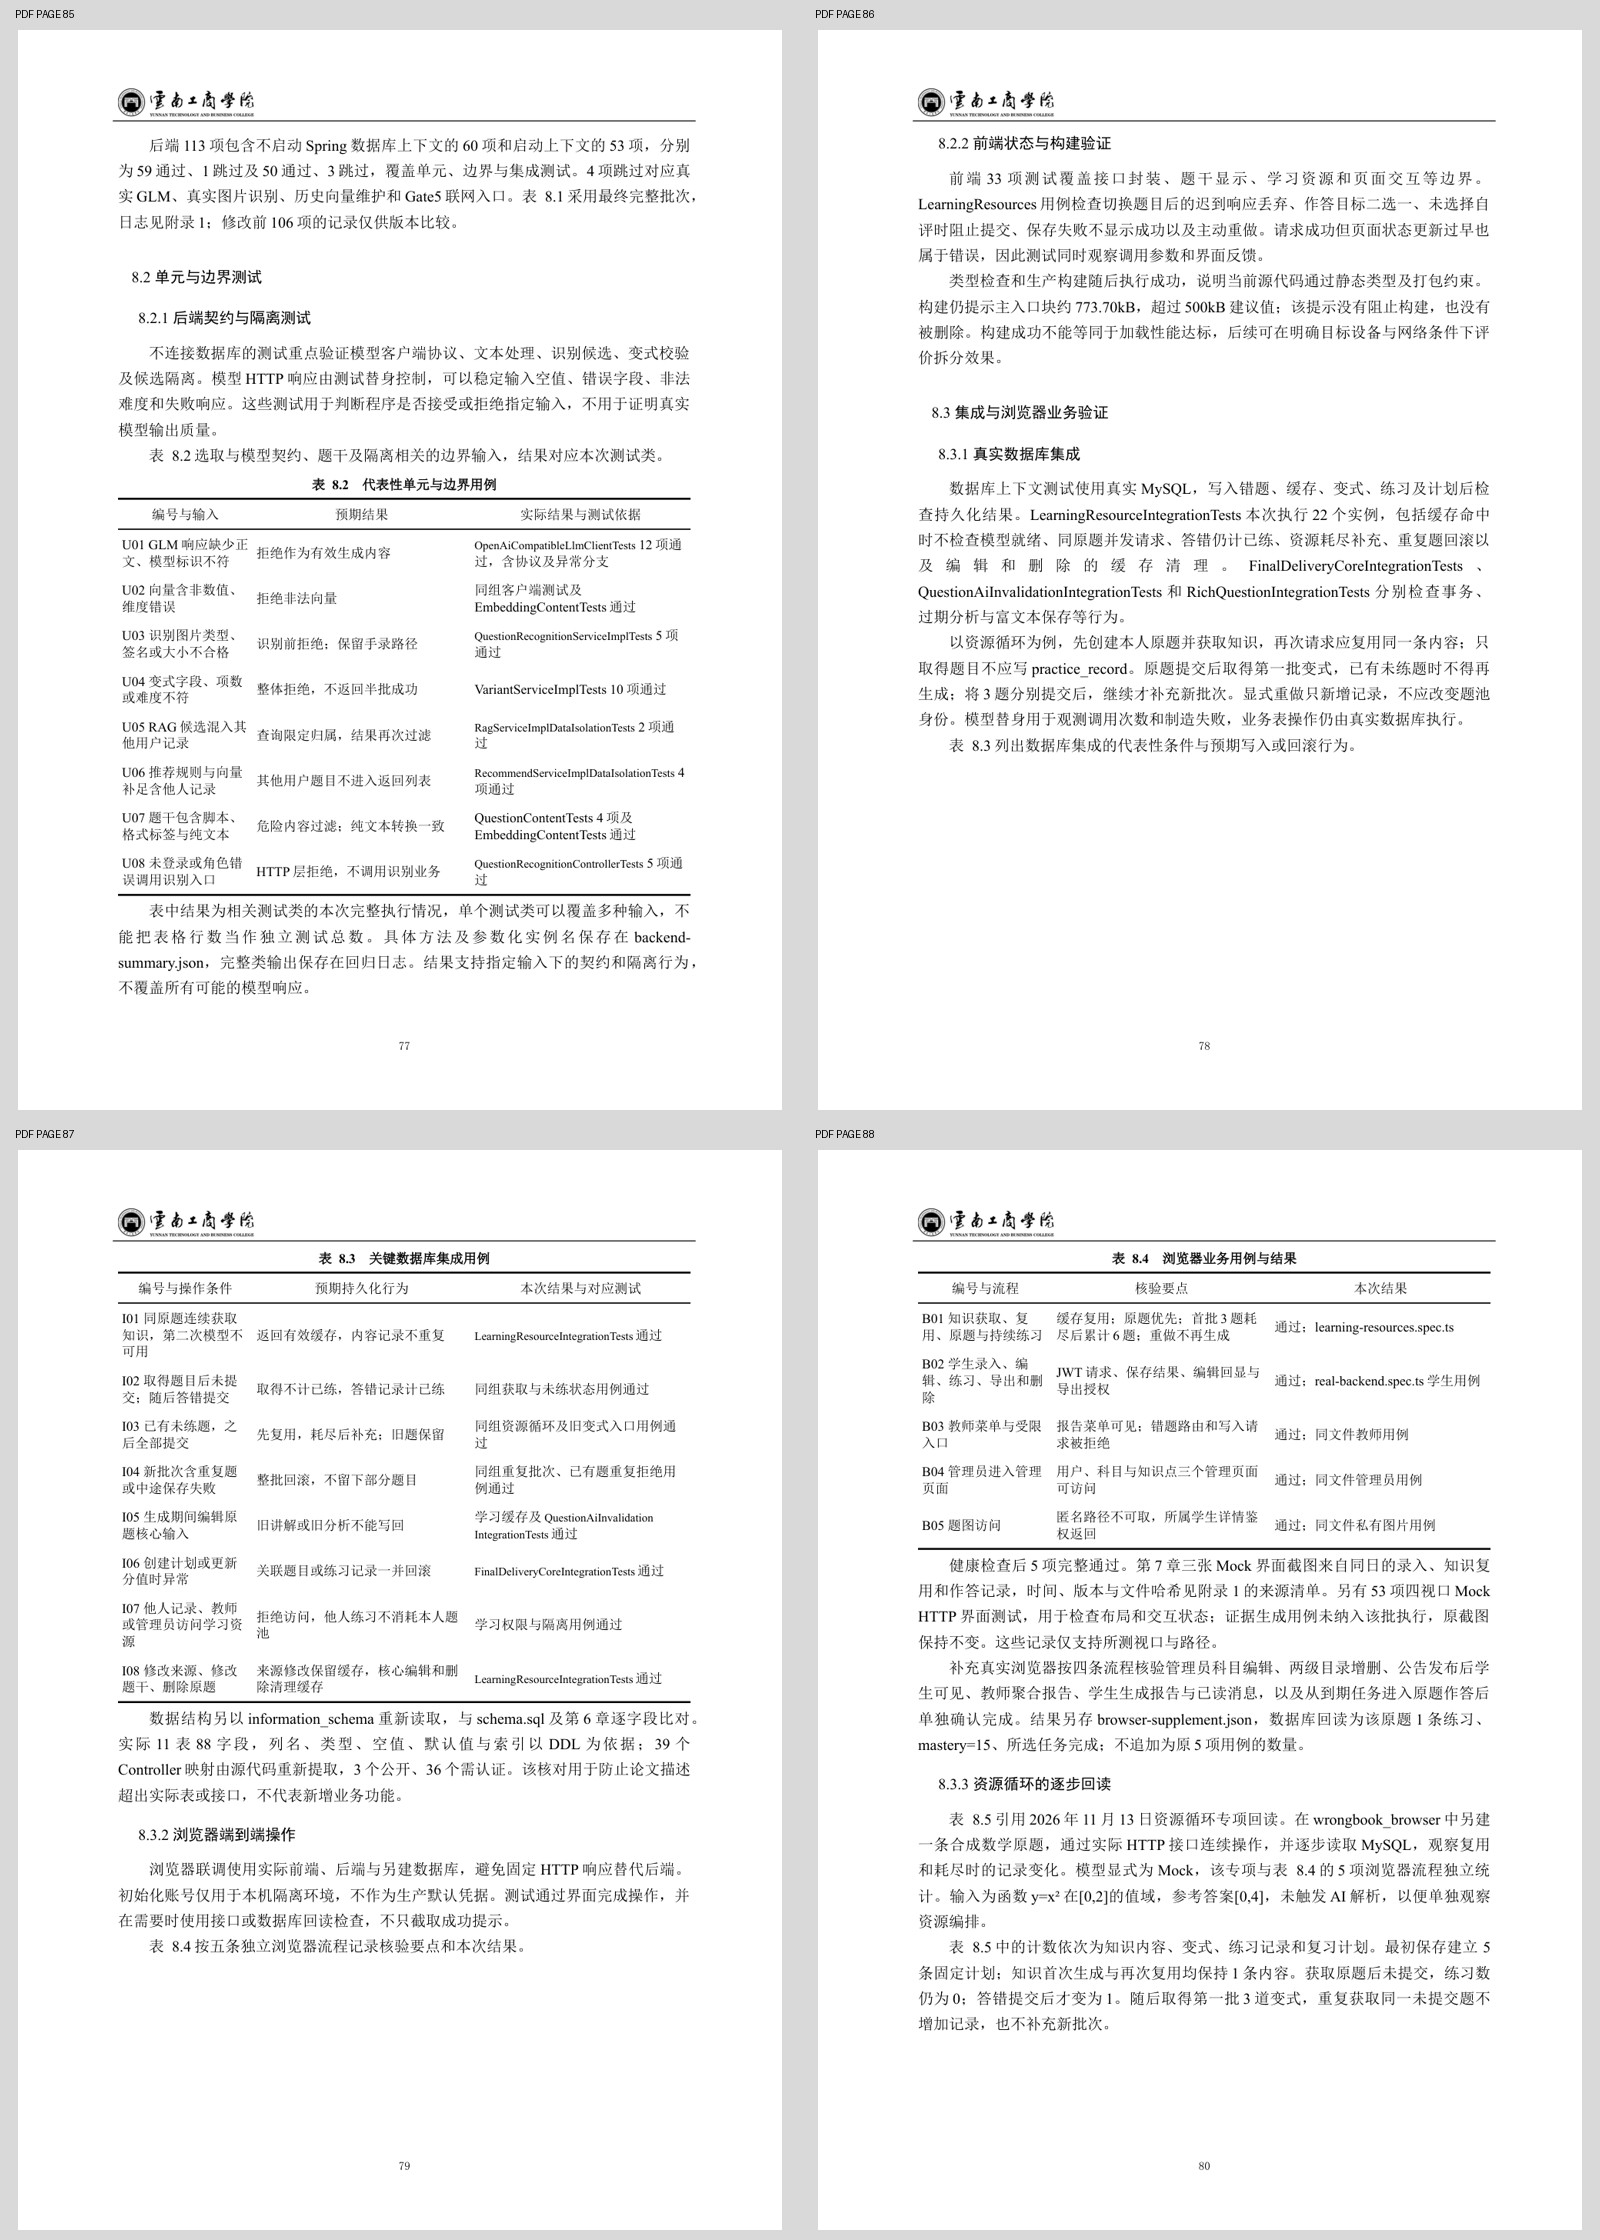 PDF PAGE 85
雲南工商學院
YUNNAN TECHNOLOGY AND BUSINESS COLLEGE
后端 113 项包含不启动 Spring 数据库上下文的 60 项和启动上下文的 53 项，分别
为 59 通过、1 跳过及 50 通过、3 跳过，覆盖单元、边界与集成测试。4 项跳过对应真
实 GLM、真实图片识别、历史向量维护和 Gate5 联网入口。表 8.1 采用最终完整批次，
日志见附录 1；修改前 106 项的记录仅供版本比较。
8.2 单元与边界测试
8.2.1 后端契约与隔离测试
不连接数据库的测试重点验证模型客户端协议、文本处理、识别候选、变式校验
及候选隔离。模型 HTTP 响应由测试替身控制，可以稳定输入空值、错误字段、非法
难度和失败响应。这些测试用于判断程序是否接受或拒绝指定输入，不用于证明真实
模型输出质量。
表 8.2 选取与模型契约、题干及隔离相关的边界输入，结果对应本次测试类。
表 8.2 代表性单元与边界用例
编号与输入 预期结果 实际结果与测试依据
U01 GLM 响应缺少正
文、模型标识不符
拒绝作为有效生成内容
OpenAiCompatibleLlmClientTests 12 项通
过，含协议及异常分支
U02 向量含非数值、
维度错误
拒绝非法向量
同组客户端测试及
EmbeddingContentTests 通过
U03 识别图片类型、
签名或大小不合格
识别前拒绝；保留手录路径
QuestionRecognitionServiceImplTests 5 项
通过
U04 变式字段、项数
或难度不符
整体拒绝，不返回半批成功
VariantServiceImplTests 10 项通过
U05 RAG 候选混入其
他用户记录
查询限定归属，结果再次过滤
RagServiceImplDataIsolationTests 2 项通
过
U06 推荐规则与向量
补足含他人记录
其他用户题目不进入返回列表
RecommendServiceImplDataIsolationTests 4
项通过
U07 题干包含脚本、
格式标签与纯文本
危险内容过滤；纯文本转换一致
QuestionContentTests 4 项及
EmbeddingContentTests 通过
U08 未登录或角色错
误调用识别入口
HTTP 层拒绝，不调用识别业务
QuestionRecognitionControllerTests 5 项通
过
表中结果为相关测试类的本次完整执行情况，单个测试类可以覆盖多种输入，不
能把表格行数当作独立测试总数。具体方法及参数化实例名保存在 backend-
summary.json，完整类输出保存在回归日志。结果支持指定输入下的契约和隔离行为，
不覆盖所有可能的模型响应。
77
PDF PAGE 86
雲南工商學院
YUNNAN TECHNOLOGY AND BUSINESS COLLEGE
8.2.2 前端状态与构建验证
前端 33 项测试覆盖接口封装、题干显示、学习资源和页面交互等边界。
LearningResources 用例检查切换题目后的迟到响应丢弃、作答目标二选一、未选择自
评时阻止提交、保存失败不显示成功以及主动重做。请求成功但页面状态更新过早也
属于错误，因此测试同时观察调用参数和界面反馈。
类型检查和生产构建随后执行成功，说明当前源代码通过静态类型及打包约束。
构建仍提示主入口块约 773.70kB，超过 500kB 建议值；该提示没有阻止构建，也没有
被删除。构建成功不能等同于加载性能达标，后续可在明确目标设备与网络条件下评
价拆分效果。
8.3 集成与浏览器业务验证
8.3.1 真实数据库集成
数据库上下文测试使用真实 MySQL，写入错题、缓存、变式、练习及计划后检
查持久化结果。LearningResourceIntegrationTests 本次执行 22 个实例，包括缓存命中
时不检查模型就绪、同原题并发请求、答错仍计已练、资源耗尽补充、重复题回滚以
及编辑和删除的缓存清理。FinalDeliveryCoreIntegrationTests、
QuestionAiInvalidationIntegrationTests 和 RichQuestionIntegrationTests 分别检查事务、
过期分析与富文本保存等行为。
以资源循环为例，先创建本人原题并获取知识，再次请求应复用同一条内容；只
取得题目不应写 practice_record。原题提交后取得第一批变式，已有未练题时不得再
生成；将 3 题分别提交后，继续才补充新批次。显式重做只新增记录，不应改变题池
身份。模型替身用于观测调用次数和制造失败，业务表操作仍由真实数据库执行。
表 8.3 列出数据库集成的代表性条件与预期写入或回滚行为。
78
PDF PAGE 87
雲南工商學院
YUNNAN TECHNOLOGY AND BUSINESS COLLEGE
表 8.3 关键数据库集成用例
编号与操作条件 预期持久化行为 本次结果与对应测试
I01 同原题连续获取
知识，第二次模型不
可用
返回有效缓存，内容记录不重复
LearningResourceIntegrationTests 通过
I02 取得题目后未提
交；随后答错提交
取得不计已练，答错记录计已练
同组获取与未练状态用例通过
I03 已有未练题，之
后全部提交
先复用，耗尽后补充；旧题保留
同组资源循环及旧变式入口用例通
过
I04 新批次含重复题
或中途保存失败
整批回滚，不留下部分题目
同组重复批次、已有题重复拒绝用
例通过
I05 生成期间编辑原
题核心输入
旧讲解或旧分析不能写回
学习缓存及 QuestionAiInvalidation
IntegrationTests 通过
I06 创建计划或更新
分值时异常
关联题目或练习记录一并回滚
FinalDeliveryCoreIntegrationTests 通过
I07 他人记录、教师
或管理员访问学习资
源
拒绝访问，他人练习不消耗本人题
池
学习权限与隔离用例通过
I08 修改来源、修改
题干、删除原题
来源修改保留缓存，核心编辑和删
除清理缓存
LearningResourceIntegrationTests 通过
数据结构另以 information_schema 重新读取，与 schema.sql 及第 6 章逐字段比对。
实际 11 表 88 字段，列名、类型、空值、默认值与索引以 DDL 为依据；39 个
Controller 映射由源代码重新提取，3 个公开、36 个需认证。该核对用于防止论文描述
超出实际表或接口，不代表新增业务功能。
8.3.2 浏览器端到端操作
浏览器联调使用实际前端、后端与另建数据库，避免固定 HTTP 响应替代后端。
初始化账号仅用于本机隔离环境，不作为生产默认凭据。测试通过界面完成操作，并
在需要时使用接口或数据库回读检查，不只截取成功提示。
表 8.4 按五条独立浏览器流程记录核验要点和本次结果。
79
PDF PAGE 88
雲南工商學院
YUNNAN TECHNOLOGY AND BUSINESS COLLEGE
表 8.4 浏览器业务用例与结果
编号与流程 核验要点 本次结果
B01 知识获取、复
用、原题与持续练习
缓存复用；原题优先；首批 3 题耗
尽后累计 6 题；重做不再生成
通过；learning-resources.spec.ts
B02 学生录入、编
辑、练习、导出和删
除
JWT 请求、保存结果、编辑回显与
导出授权
通过；real-backend.spec.ts 学生用例
B03 教师菜单与受限
入口
报告菜单可见；错题路由和写入请
求被拒绝
通过；同文件教师用例
B04 管理员进入管理
页面
用户、科目与知识点三个管理页面
可访问
通过；同文件管理员用例
B05 题图访问
匿名路径不可取，所属学生详情鉴
权返回
通过；同文件私有图片用例
健康检查后 5 项完整通过。第 7 章三张 Mock 界面截图来自同日的录入、知识复
用和作答记录，时间、版本与文件哈希见附录 1 的来源清单。另有 53 项四视口 Mock
HTTP 界面测试，用于检查布局和交互状态；证据生成用例未纳入该批执行，原截图
保持不变。这些记录仅支持所测视口与路径。
补充真实浏览器按四条流程核验管理员科目编辑、两级目录增删、公告发布后学
生可见、教师聚合报告、学生生成报告与已读消息，以及从到期任务进入原题作答后
单独确认完成。结果另存 browser-supplement.json，数据库回读为该原题 1 条练习、
mastery=15、所选任务完成；不追加为原 5 项用例的数量。
8.3.3 资源循环的逐步回读
表 8.5 引用 2026 年 11 月 13 日资源循环专项回读。在 wrongbook_browser 中另建
一条合成数学原题，通过实际 HTTP 接口连续操作，并逐步读取 MySQL，观察复用
和耗尽时的记录变化。模型显式为 Mock，该专项与表 8.4 的 5 项浏览器流程独立统
计。输入为函数 y=x² 在[0,2]的值域，参考答案[0,4]，未触发 AI 解析，以便单独观察
资源编排。
表 8.5 中的计数依次为知识内容、变式、练习记录和复习计划。最初保存建立 5
条固定计划；知识首次生成与再次复用均保持 1 条内容。获取原题后未提交，练习数
仍为 0；答错提交后才变为 1。随后取得第一批 3 道变式，重复获取同一未提交题不
增加记录，也不补充新批次。
80